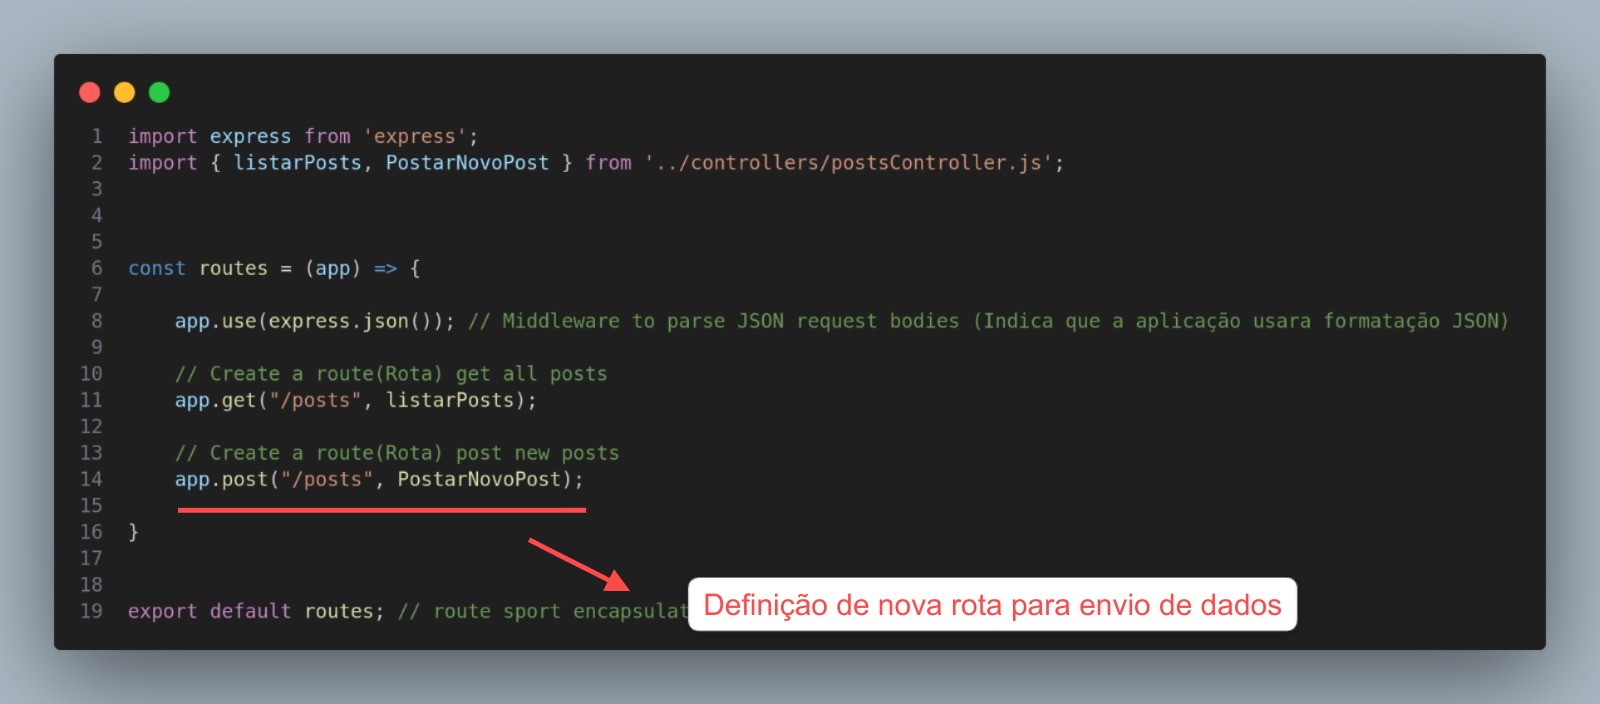 1 import express from 'express';
2 import { listarPosts, PostarNovoPost } from '../controllers/postsController.js';
3
4
5
6 const routes = (app) => {
7
8 app.use(express.json()); // Middleware to parse JSON request bodies (Indica que a aplicação usara formatação JSON)
9
10 // Create a route(Rota) get all posts
11 app.get("/posts", listarPosts);
12
13 // Create a route(Rota) post new posts
14 app.post("/posts", PostarNovoPost);
15
16 }
17
18
19 export default routes; // route sport encapsulat
Definição de nova rota para envio de dados